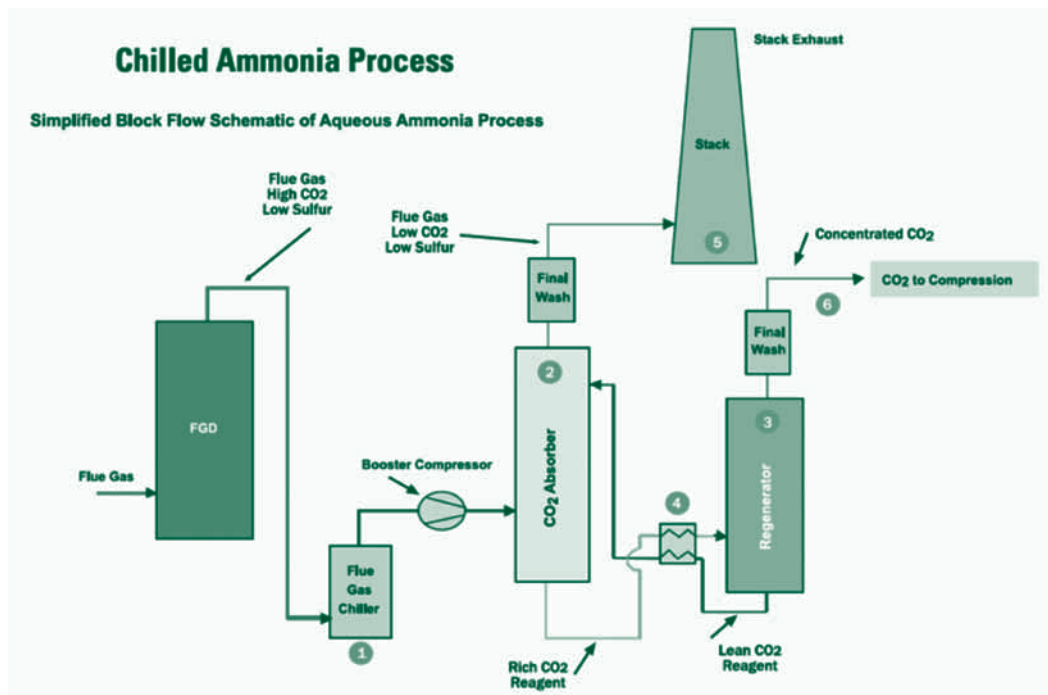 Chilled Ammonia Process
Stack Exhaust
Simplified Block Flow Schematic of Aqueous Ammonia Process
Stack
Flue Gas
High CO2
Low Sulfur
Flue Gas
Low CO2
Low Sulfur
5
Concentrated CO₂
Final
Wash
CO₂ to Compression
6
Final
Wash
2
3
FGD
Booster Compressor
CO₂ Absorber
Regenerator
Flue Gas
4
Flue
Gas
Chiller
1
Rich CO2
Reagent
Lean CO2
Reagent